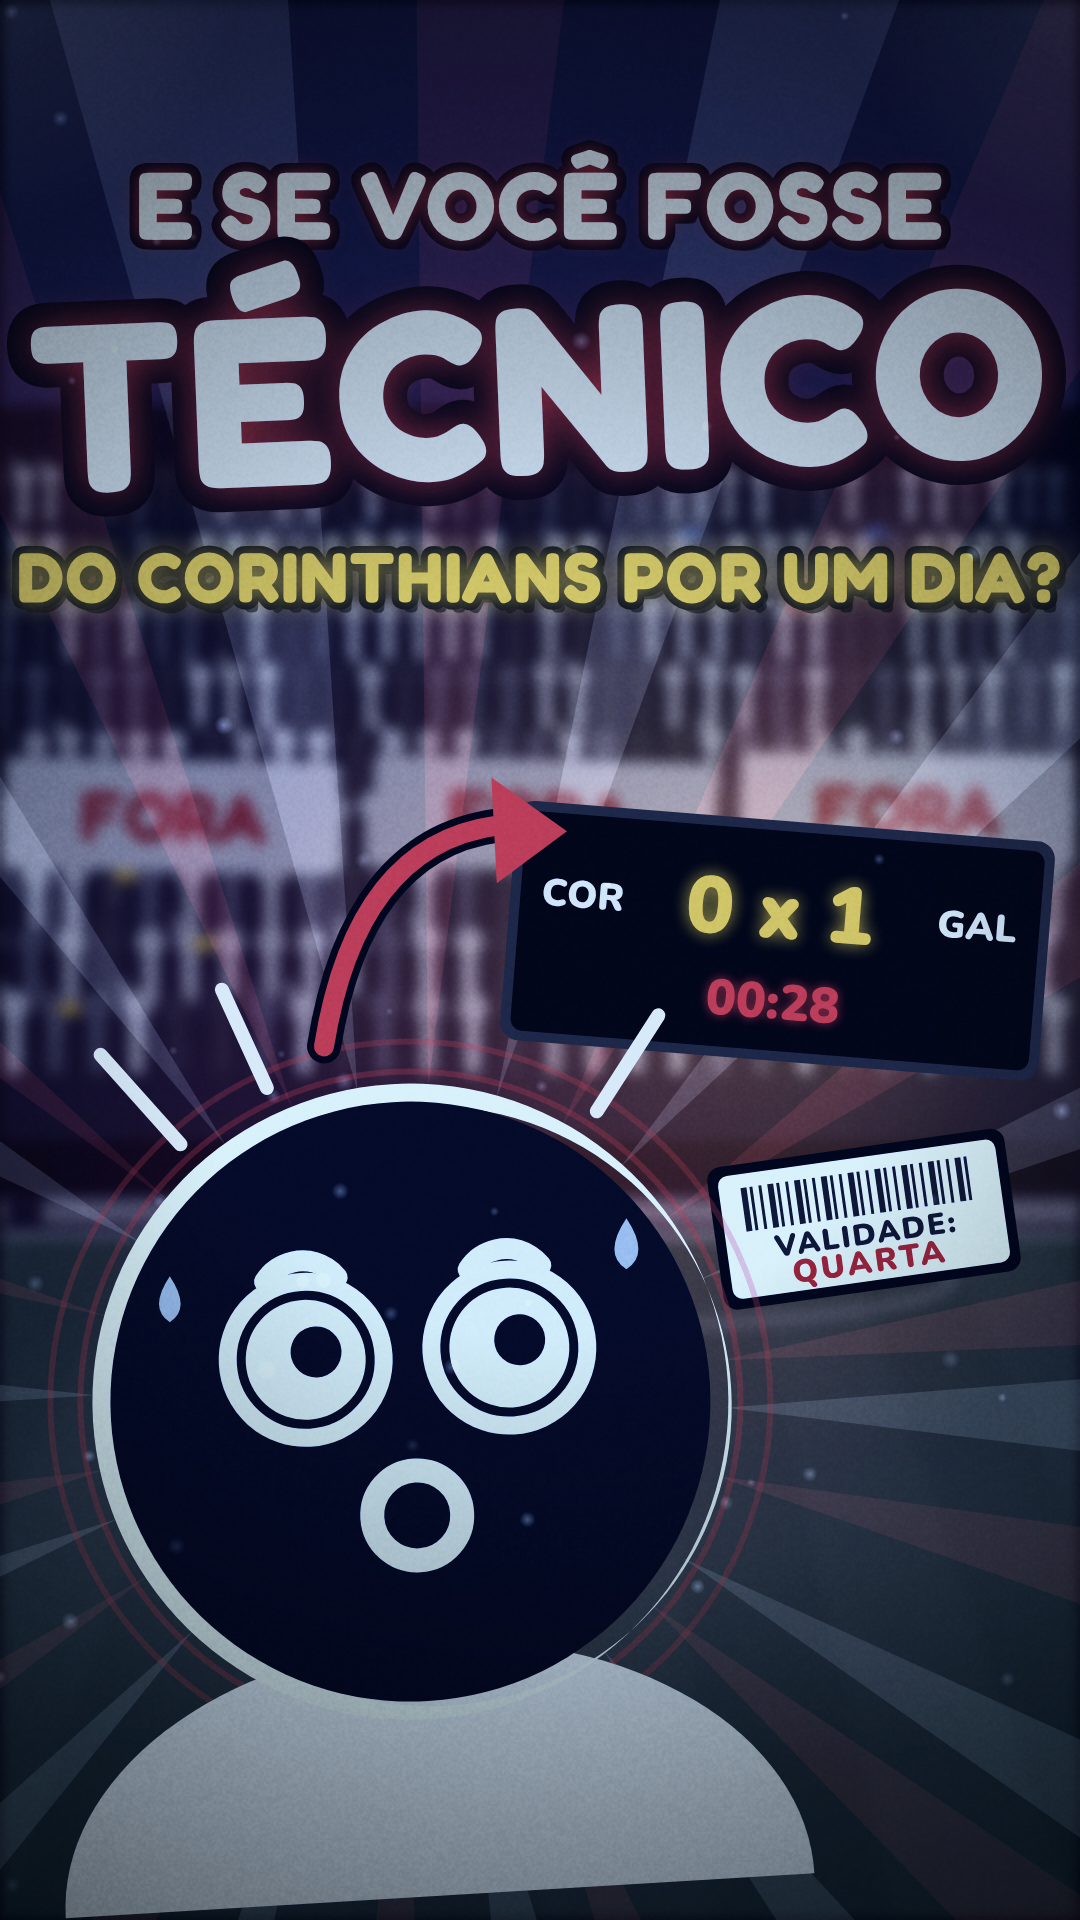 E SE VOCÊ FOSSE
TÉCNICO
DO CORINTHIANS POR UM DIA?
FORA
FORA
FORA
COR 0 x 1 GAL
00:28
VALIDADE:
QUARTA